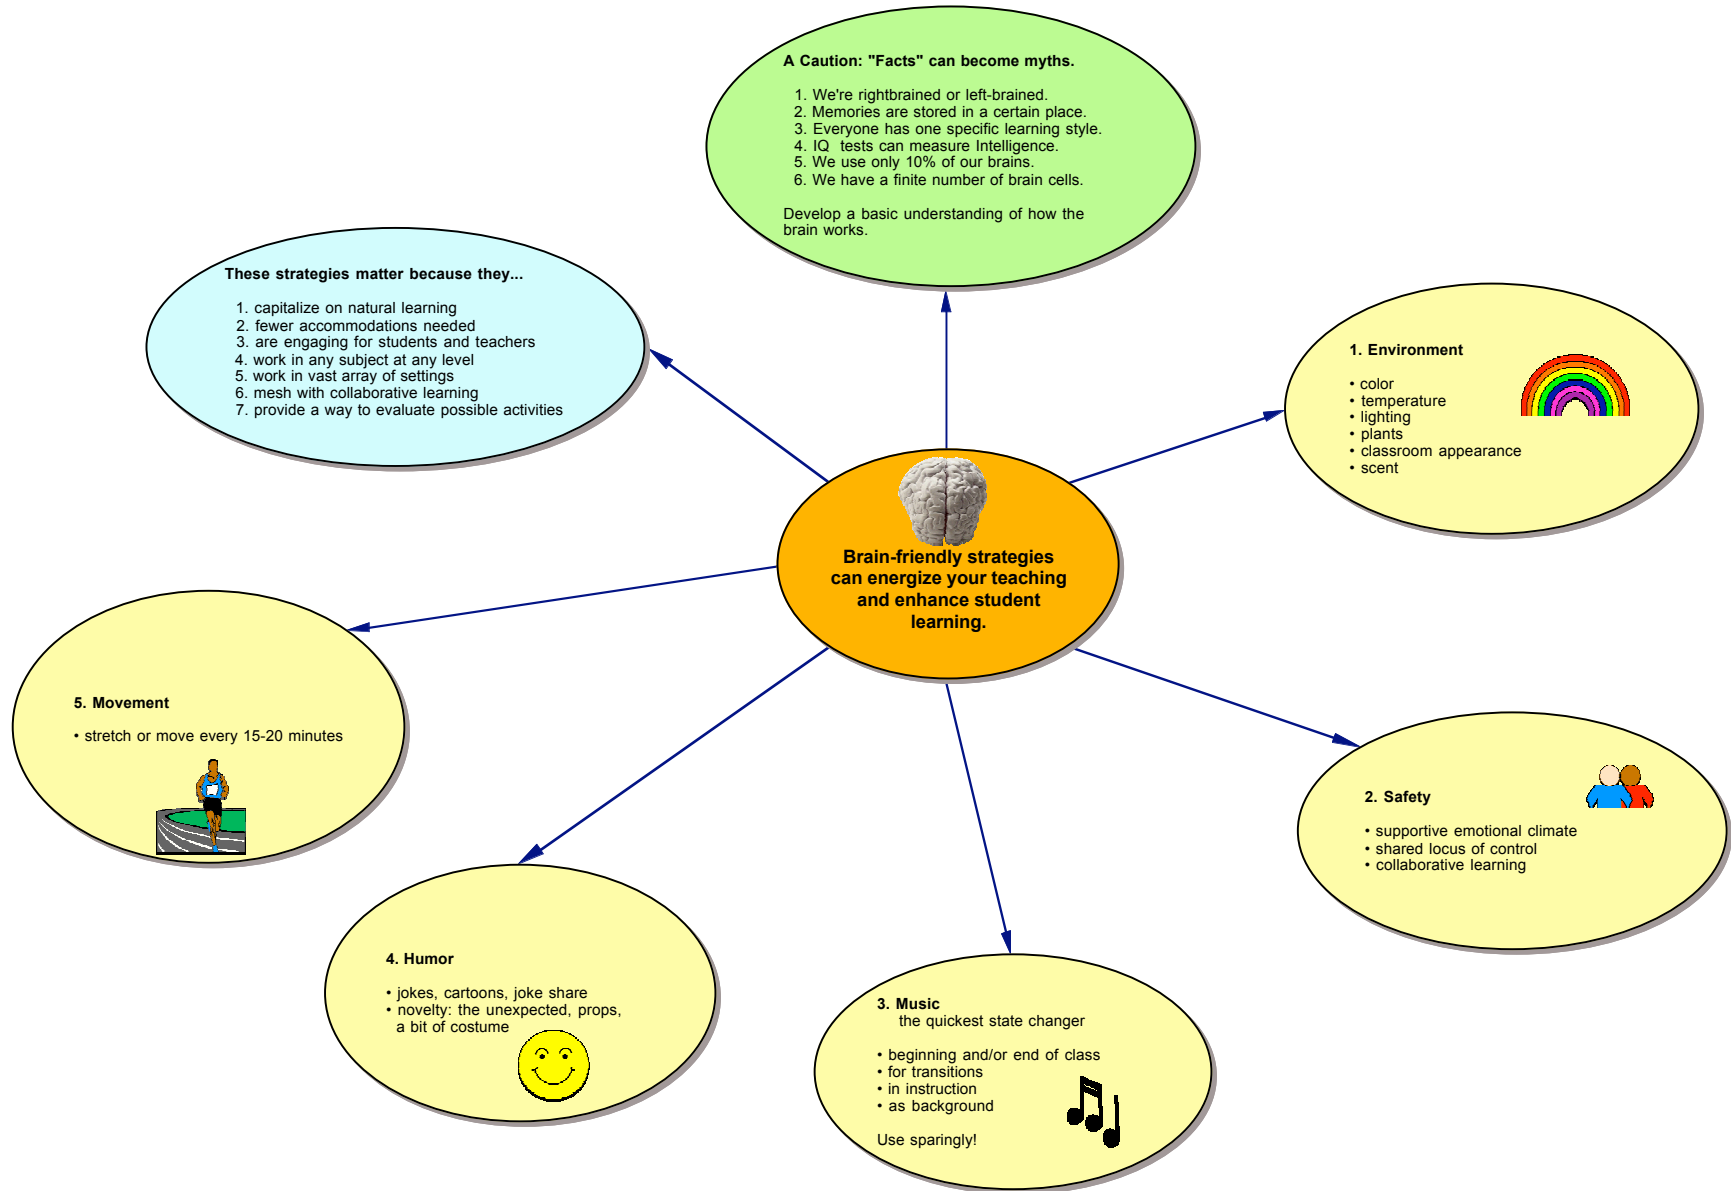 A Caution: "Facts" can become myths.
1. We're rightbrained or left-brained.
2. Memories are stored in a certain place.
3. Everyone has one specific learning style.
4. IQ tests can measure Intelligence.
5. We use only 10% of our brains.
6. We have a finite number of brain cells.
Develop a basic understanding of how the
brain works.
These strategies matter because they...
1. capitalize on natural learning
2. fewer accommodations needed
3. are engaging for students and teachers
4. work in any subject at any level
5. work in vast array of settings
6. mesh with collaborative learning
7. provide a way to evaluate possible activities
1. Environment
• color
• temperature
• lighting
• plants
• classroom appearance
• scent
Brain-friendly strategies
can energize your teaching
and enhance student
learning.
5. Movement
• stretch or move every 15-20 minutes
2. Safety
• supportive emotional climate
• shared locus of control
• collaborative learning
4. Humor
• jokes, cartoons, joke share
• novelty: the unexpected, props,
a bit of costume
3. Music
the quickest state changer
• beginning and/or end of class
• for transitions
• in instruction
• as background
Use sparingly!